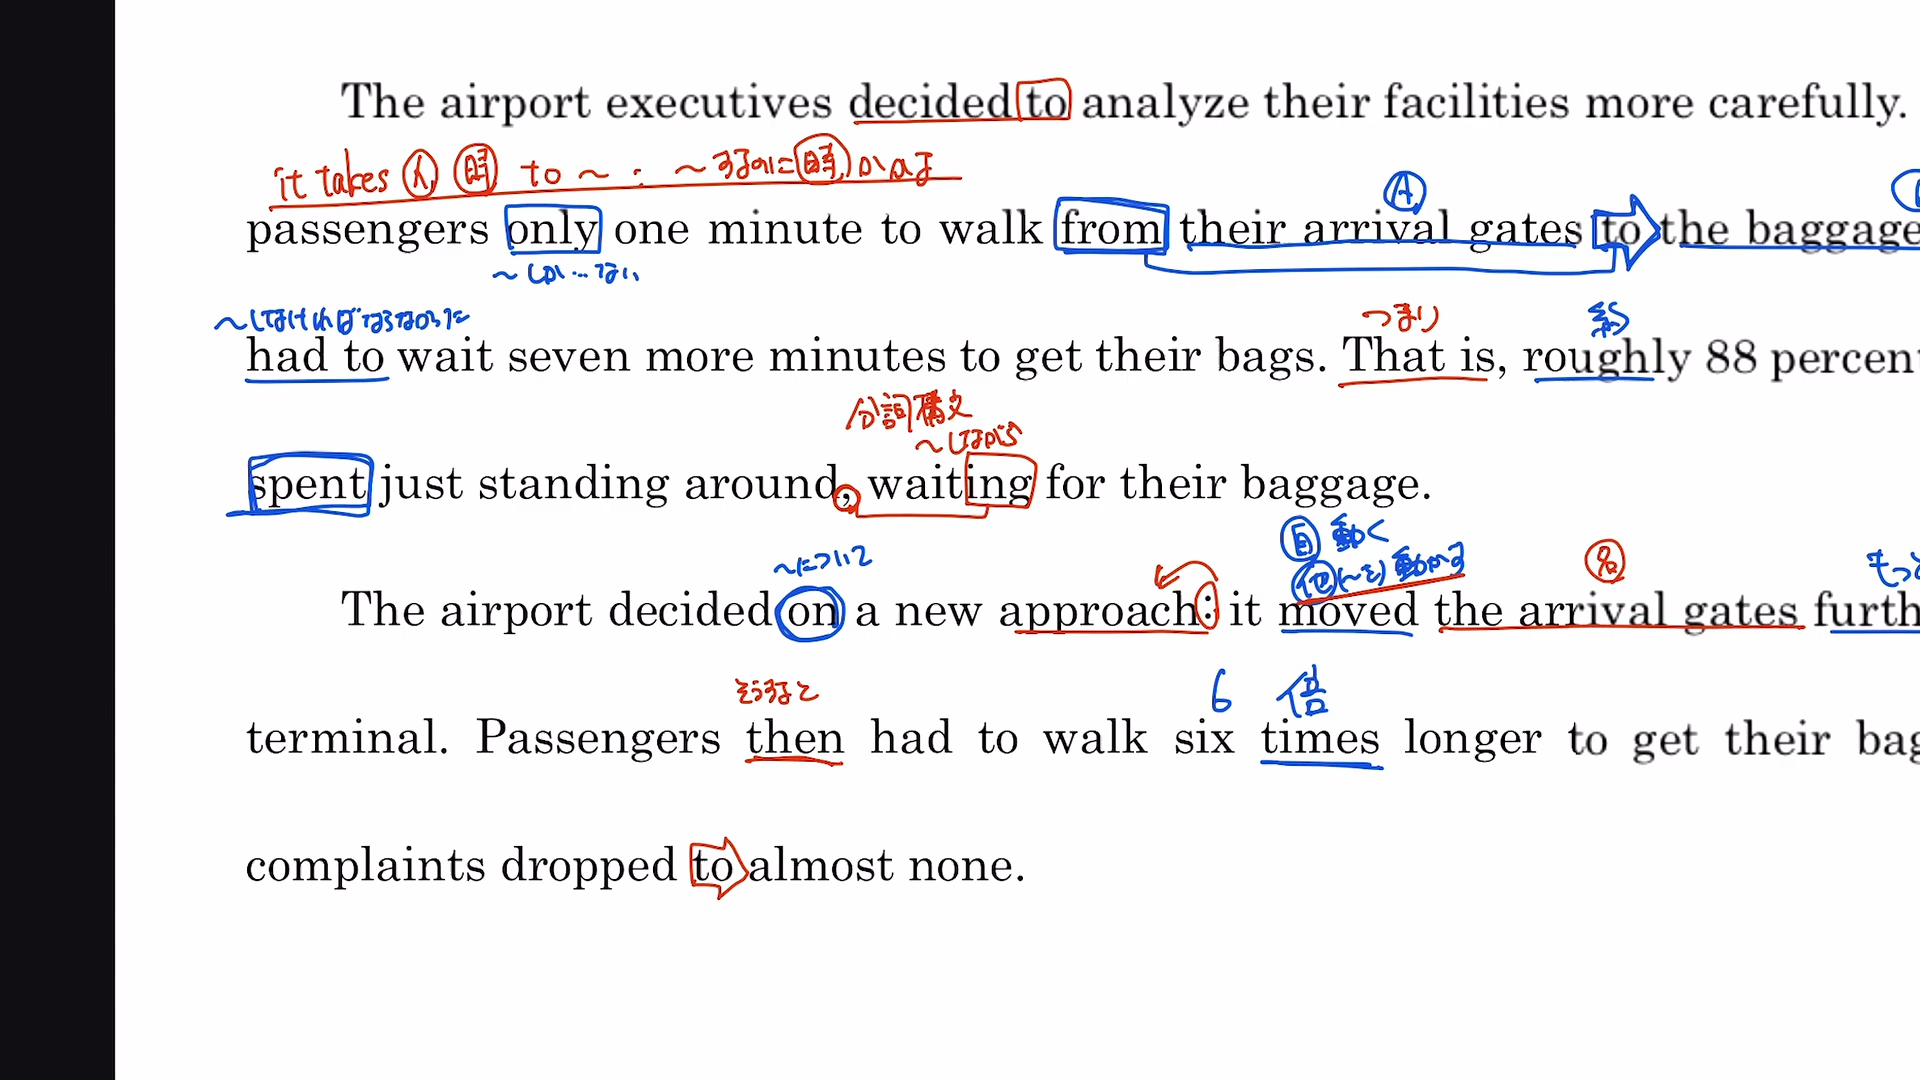 The airport executives decided to analyze their facilities more carefully.
it takes 人 時 to ～ : ～するのに時かかる
A
passengers only one minute to walk from their arrival gates to the baggage
～しか…ない
～しなければならなかった
つまり
約
had to wait seven more minutes to get their bags. That is, roughly 88 percent
分詞構文
～しながら
spent just standing around, waiting for their baggage.
～について
自 動く
他 (～を) 動かす
名
もっと
The airport decided on a new approach: it moved the arrival gates furth
そうすると
6 倍
terminal. Passengers then had to walk six times longer to get their bag
complaints dropped to almost none.